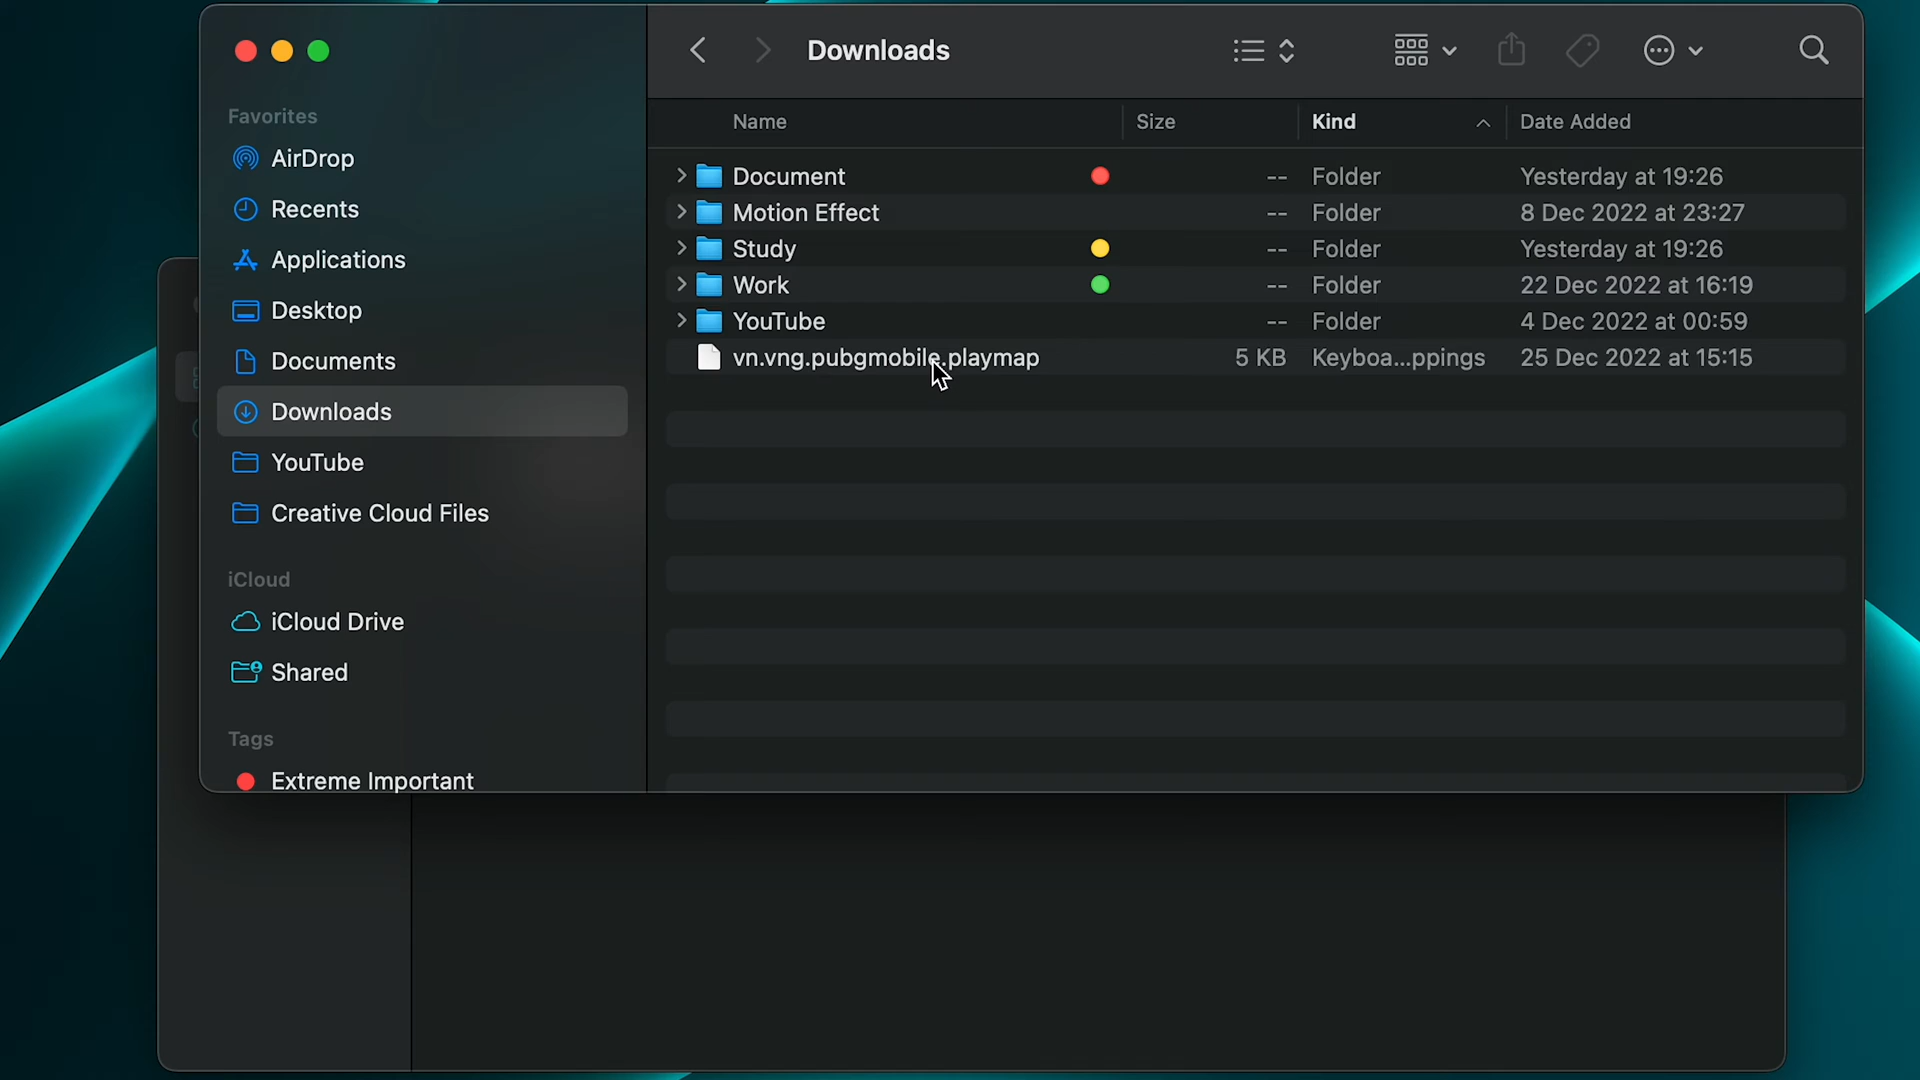 Downloads
Favorites
AirDrop
Recents
Applications
Desktop
Documents
Downloads
YouTube
Creative Cloud Files
iCloud
iCloud Drive
Shared
Tags
Extreme Important
Name Size Kind Date Added
Document -- Folder Yesterday at 19:26
Motion Effect -- Folder 8 Dec 2022 at 23:27
Study -- Folder Yesterday at 19:26
Work -- Folder 22 Dec 2022 at 16:19
YouTube -- Folder 4 Dec 2022 at 00:59
vn.vng.pubgmobile.playmap 5 KB Keyboa...ppings 25 Dec 2022 at 15:15